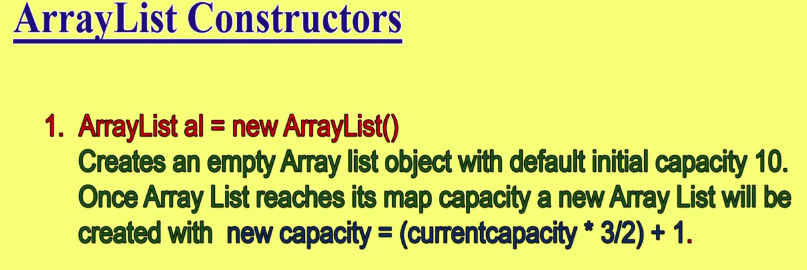 ArrayList Constructors
1. ArrayList al = new ArrayList()
Creates an empty Array list object with default initial capacity 10.
Once Array List reaches its map capacity a new Array List will be
created with new capacity = (currentcapacity * 3/2) + 1.